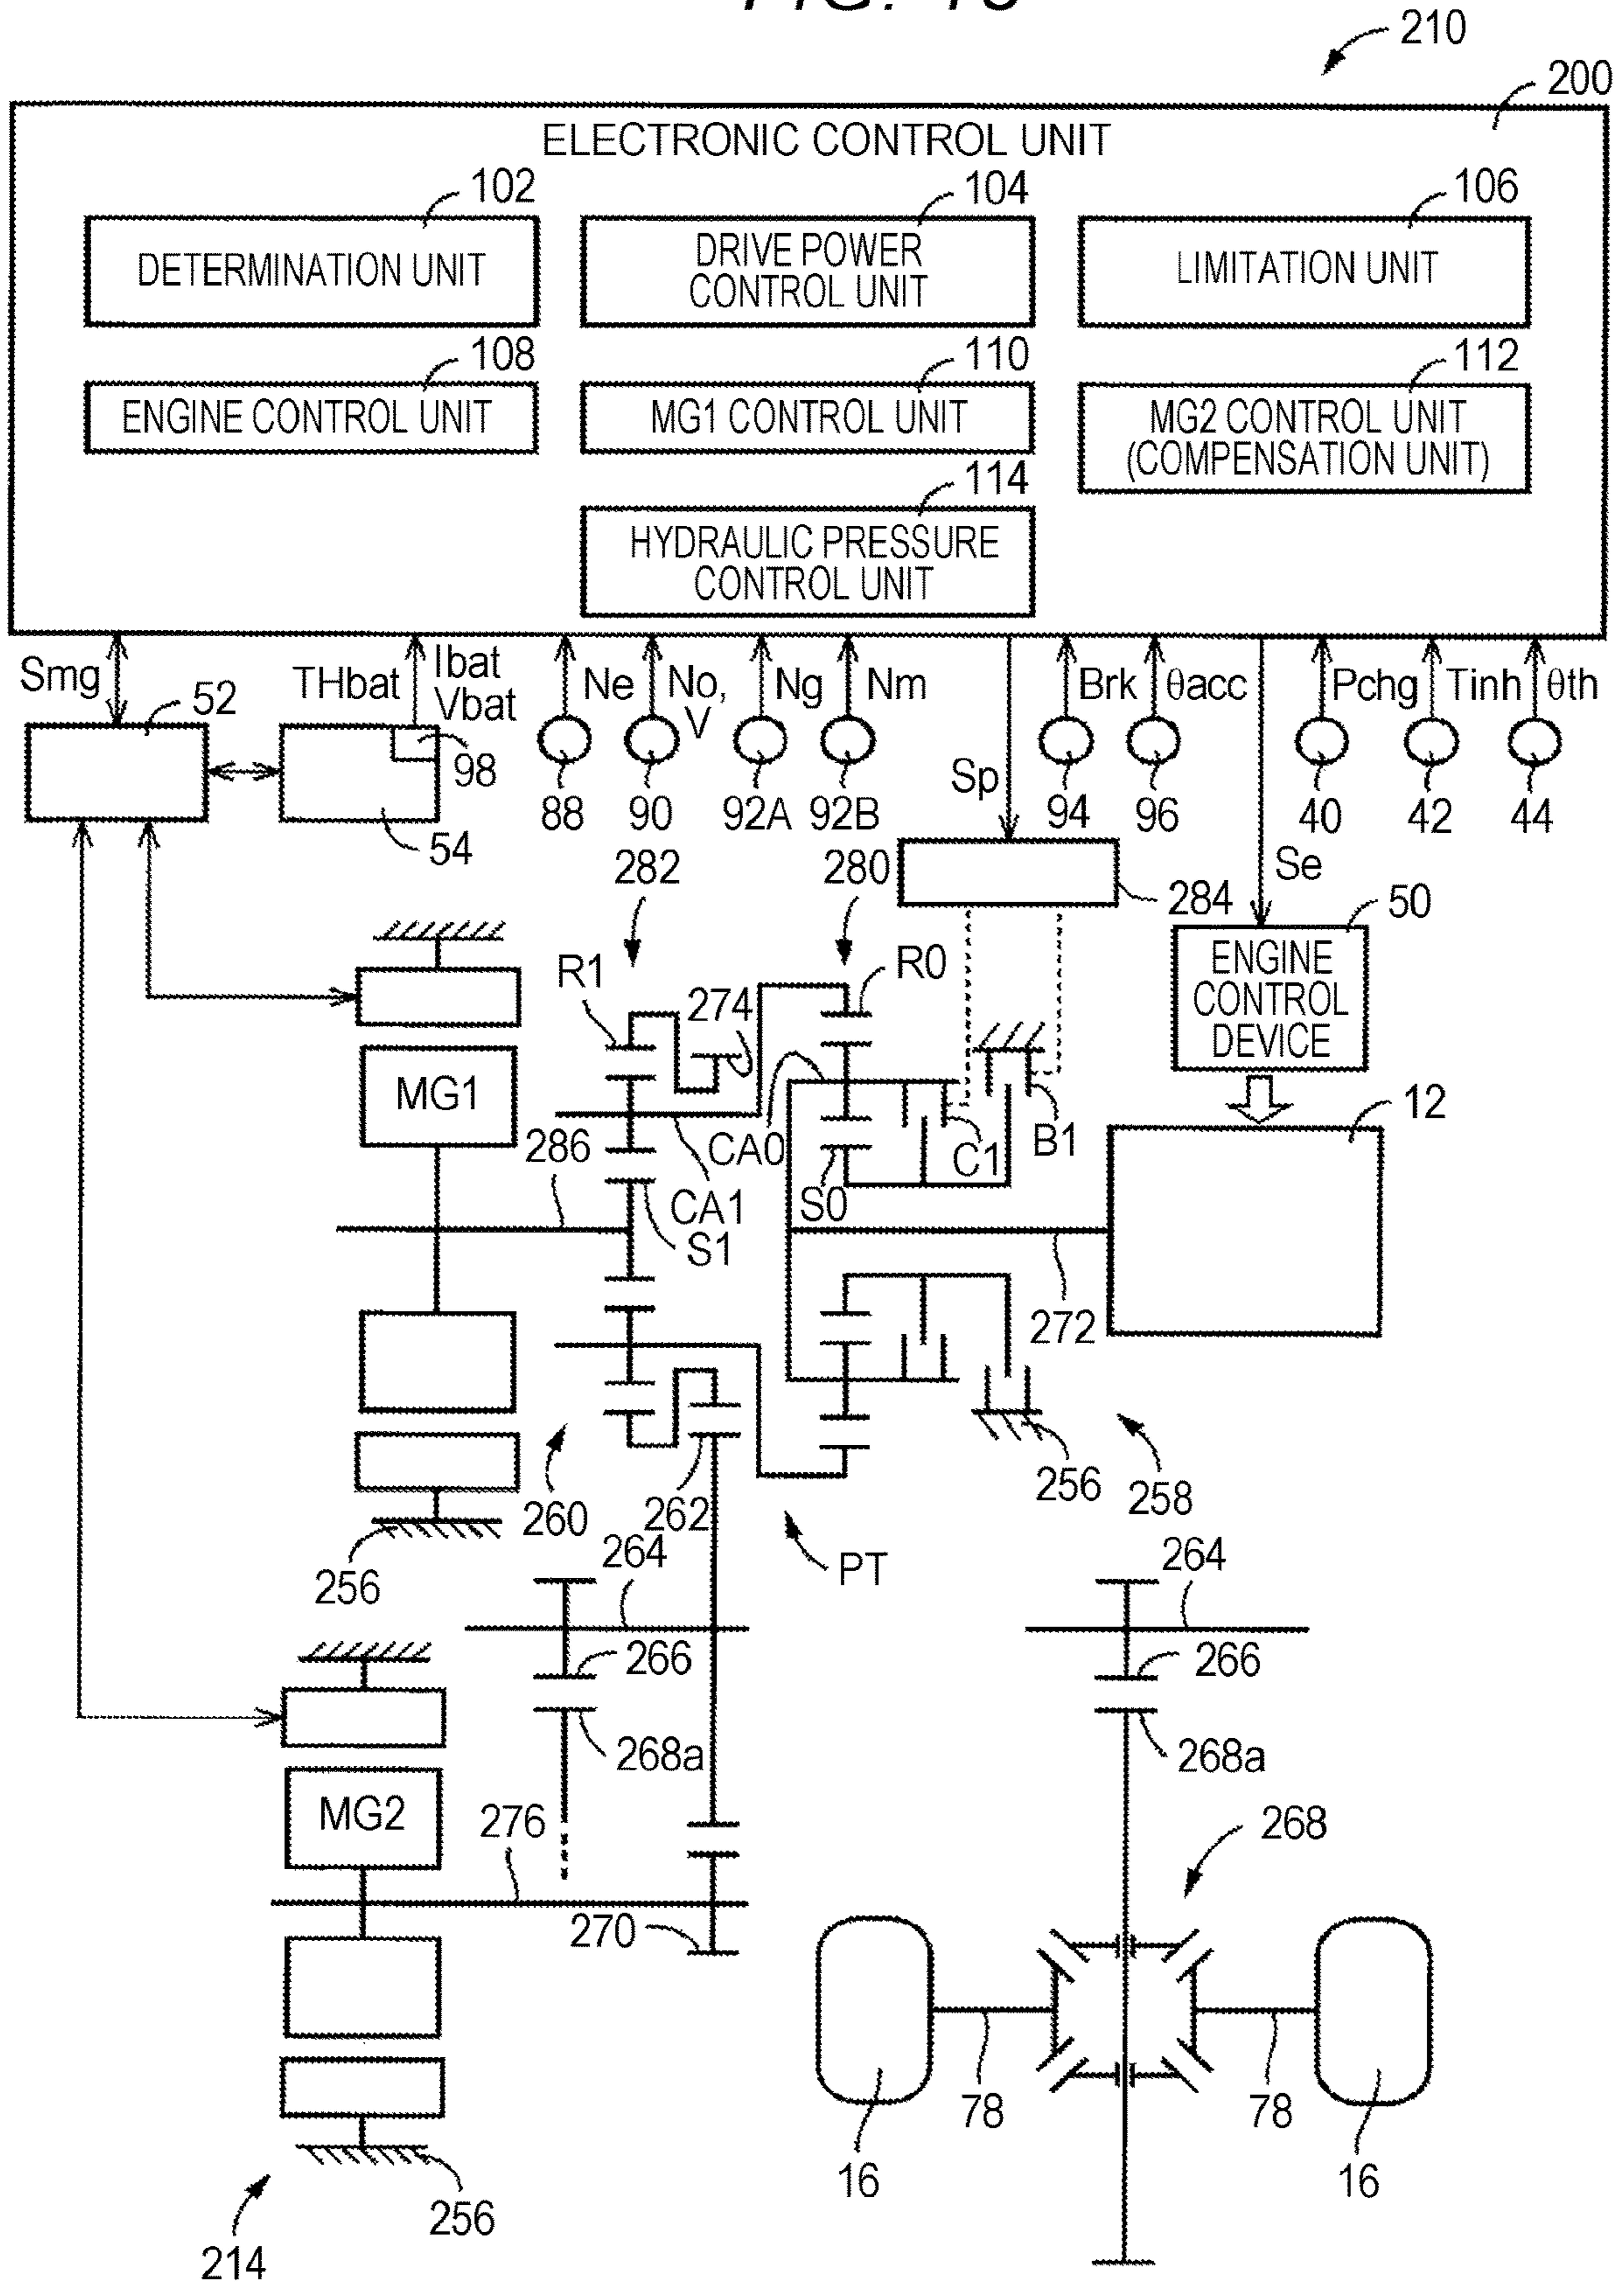 210
200
ELECTRONIC CONTROL UNIT
102
104
106
DETERMINATION UNIT
DRIVE POWER
CONTROL UNIT
LIMITATION UNIT
108
110
112
ENGINE CONTROL UNIT
MG1 CONTROL UNIT
MG2 CONTROL UNIT
(COMPENSATION UNIT)
114
HYDRAULIC PRESSURE
CONTROL UNIT
Smg
THbat
Ibat
Vbat
Ne
No,
V
Ng
Nm
Brk
θacc
Pchg
Tinh
θth
52
98
54
88
90
92A
92B
Sp
94
96
40
42
44
282
280
284
Se
50
R1
274
R0
ENGINE
CONTROL
DEVICE
MG1
12
286
CA0
C1
B1
CA1
S0
S1
272
260
262
256
258
256
264
PT
264
266
266
268a
268a
MG2
276
268
270
78
78
16
16
256
214